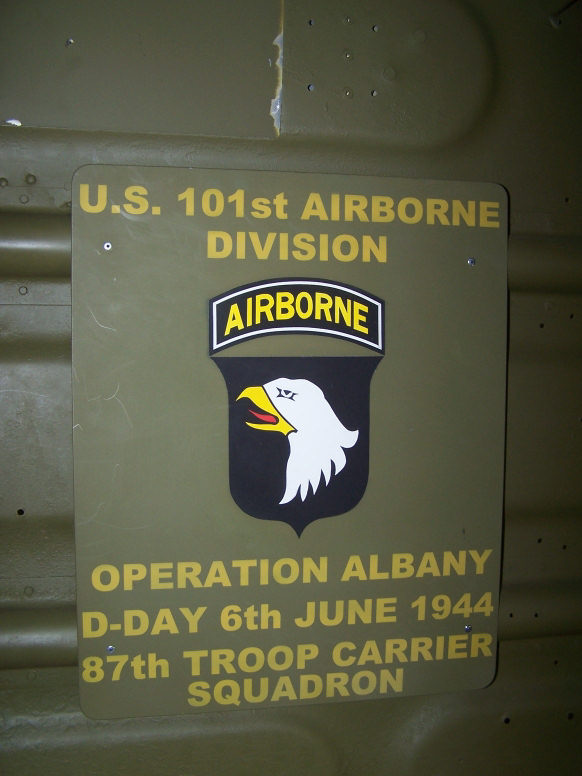 U.S. 101st AIRBORNE
DIVISION
AIRBORNE
OPERATION ALBANY
D-DAY 6th JUNE 1944
87th TROOP CARRIER
SQUADRON